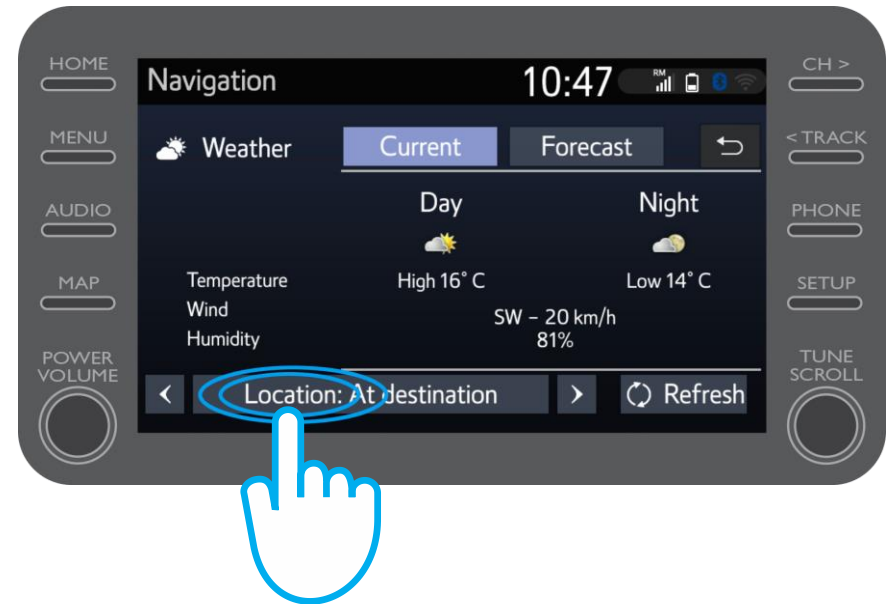 HOME
MENU
AUDIO
MAP
POWER
VOLUME
Navigation 10:47 RM
Weather Current Forecast
Day Night
Temperature High 16° C Low 14° C
Wind SW – 20 km/h
Humidity 81%
< Location: At destination > Refresh
CH >
< TRACK
PHONE
SETUP
TUNE
SCROLL